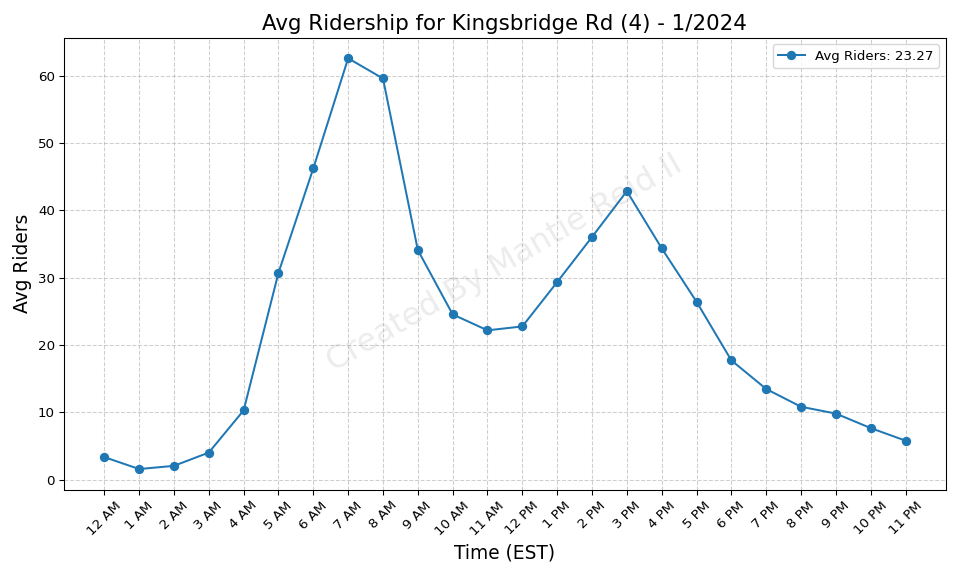 Avg Ridership for Kingsbridge Rd (4) - 1/2024
Avg Riders: 23.27
Avg Riders
60
50
40
30
20
10
0
Created By Mantie Reid II
12 AM
1 AM
2 AM
3 AM
4 AM
5 AM
6 AM
7 AM
8 AM
9 AM
10 AM
11 AM
12 PM
1 PM
2 PM
3 PM
4 PM
5 PM
6 PM
7 PM
8 PM
9 PM
10 PM
11 PM
Time (EST)